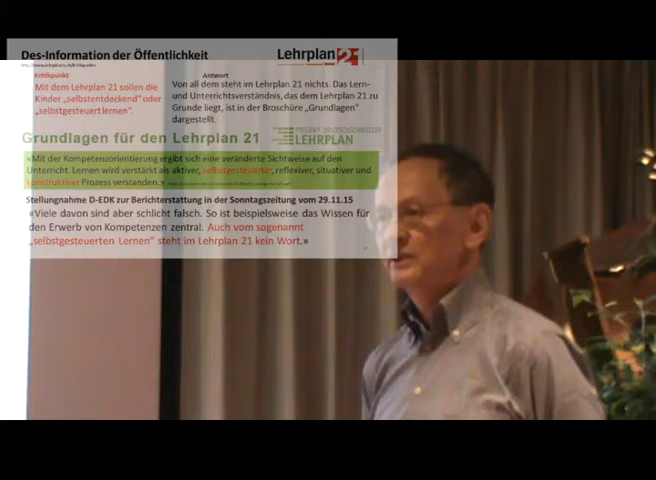 Des-Information der Öffentlichkeit
Lehrplan 21
Kritikpunkt
Antwort
Mit dem Lehrplan 21 sollen die
Kinder „selbstentdeckend" oder
„selbstgesteuert lernen".
Von all dem steht im Lehrplan 21 nichts. Das Lern-
und Unterrichtsverständnis, das dem Lehrplan 21 zu
Grunde liegt, ist in der Broschüre „Grundlagen"
dargestellt.
Grundlagen für den Lehrplan 21
PROJEKT DEUTSCHSCHWEIZER
LEHRPLAN
«Mit der Kompetenzorientierung ergibt sich eine veränderte Sichtweise auf den
Unterricht. Lernen wird verstärkt als aktiver, selbstgesteuerter, reflexiver, situativer und
konstruktiver Prozess verstanden.»
Stellungnahme D-EDK zur Berichterstattung in der Sonntagszeitung vom 29.11.15
«Viele davon sind aber schlicht falsch. So ist beispielsweise das Wissen für
den Erwerb von Kompetenzen zentral. Auch vom sogenannt
„selbstgesteuerten Lernen" steht im Lehrplan 21 kein Wort.»